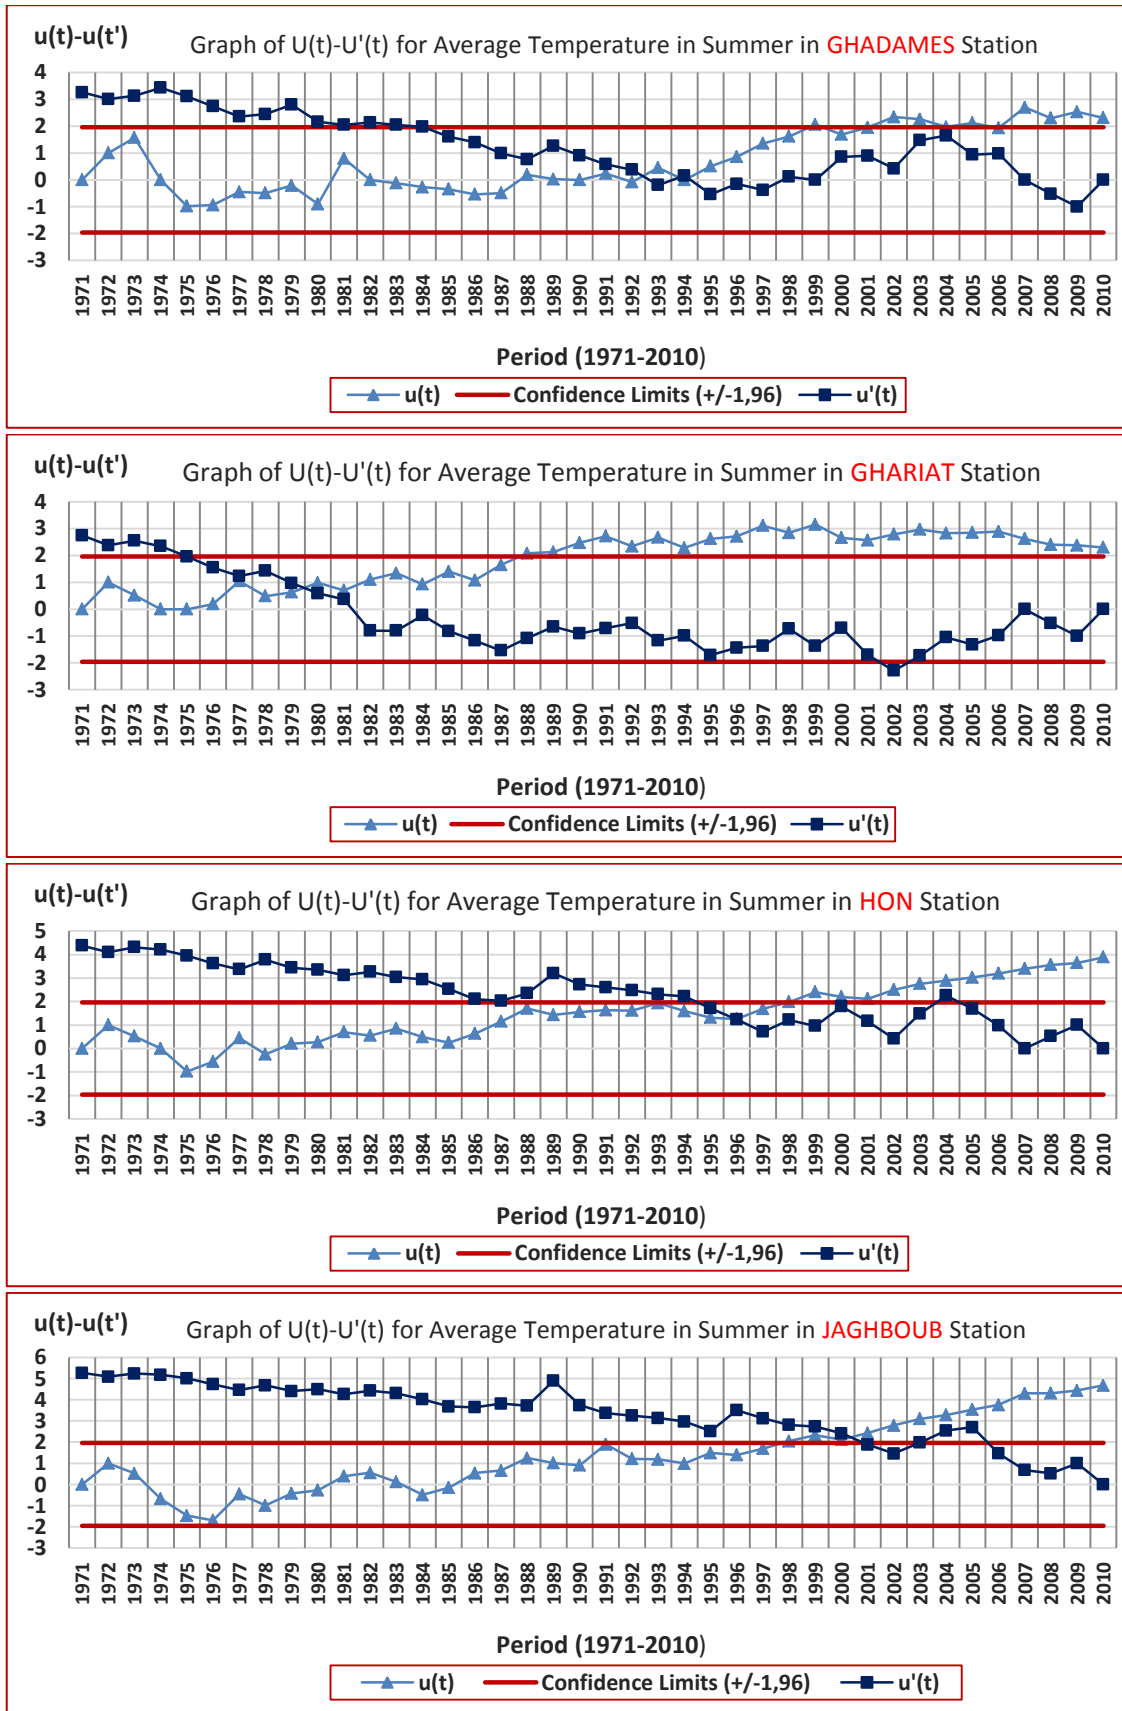 u(t)-u(t')
Graph of U(t)-U'(t) for Average Temperature in Summer in GHADAMES Station
4
3
2
1
0
-1
-2
-3
1971 1972 1973 1974 1975 1976 1977 1978 1979 1980 1981 1982 1983 1984 1985 1986 1987 1988 1989 1990 1991 1992 1993 1994 1995 1996 1997 1998 1999 2000 2001 2002 2003 2004 2005 2006 2007 2008 2009 2010
Period (1971-2010)
u(t) Confidence Limits (+/-1,96) u'(t)
u(t)-u(t')
Graph of U(t)-U'(t) for Average Temperature in Summer in GHARIAT Station
4
3
2
1
0
-1
-2
-3
1971 1972 1973 1974 1975 1976 1977 1978 1979 1980 1981 1982 1983 1984 1985 1986 1987 1988 1989 1990 1991 1992 1993 1994 1995 1996 1997 1998 1999 2000 2001 2002 2003 2004 2005 2006 2007 2008 2009 2010
Period (1971-2010)
u(t) Confidence Limits (+/-1,96) u'(t)
u(t)-u(t')
Graph of U(t)-U'(t) for Average Temperature in Summer in HON Station
5
4
3
2
1
0
-1
-2
-3
1971 1972 1973 1974 1975 1976 1977 1978 1979 1980 1981 1982 1983 1984 1985 1986 1987 1988 1989 1990 1991 1992 1993 1994 1995 1996 1997 1998 1999 2000 2001 2002 2003 2004 2005 2006 2007 2008 2009 2010
Period (1971-2010)
u(t) Confidence Limits (+/-1,96) u'(t)
u(t)-u(t')
Graph of U(t)-U'(t) for Average Temperature in Summer in JAGHBOUB Station
6
5
4
3
2
1
0
-1
-2
-3
1971 1972 1973 1974 1975 1976 1977 1978 1979 1980 1981 1982 1983 1984 1985 1986 1987 1988 1989 1990 1991 1992 1993 1994 1995 1996 1997 1998 1999 2000 2001 2002 2003 2004 2005 2006 2007 2008 2009 2010
Period (1971-2010)
u(t) Confidence Limits (+/-1,96) u'(t)